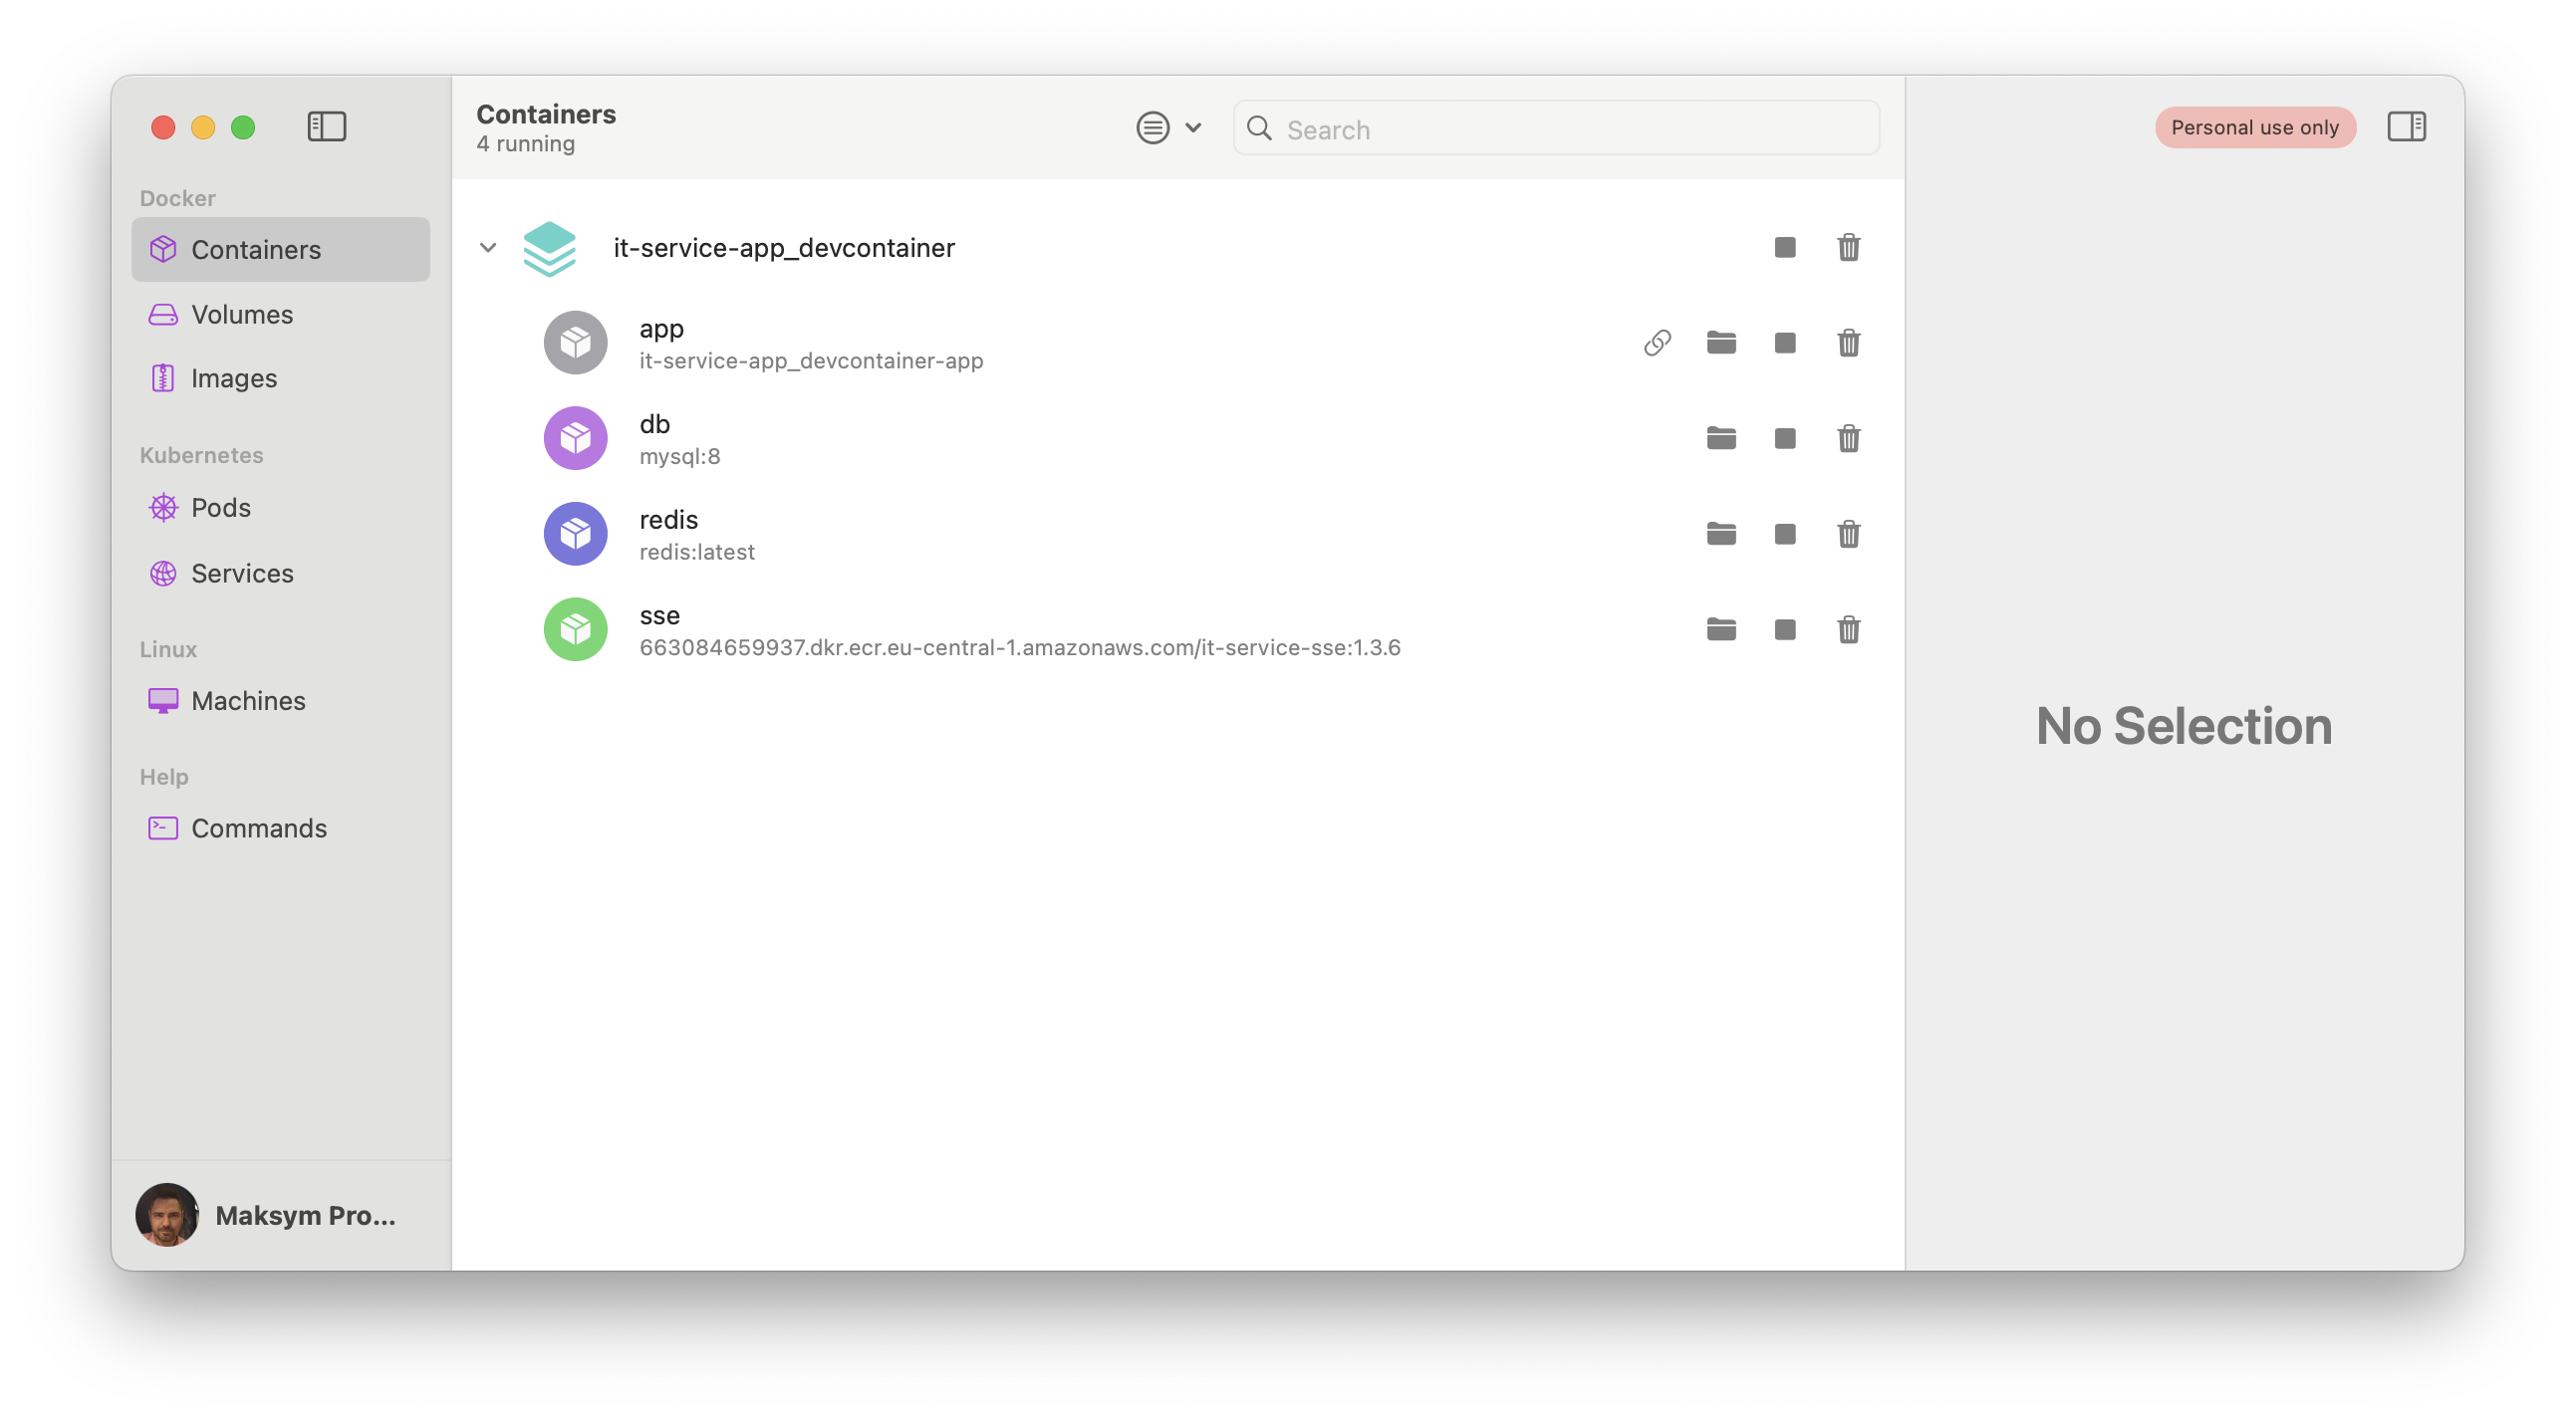 Containers
4 running
Search
Personal use only
Docker
Containers
Volumes
Images
Kubernetes
Pods
Services
Linux
Machines
Help
Commands
Maksym Pro...
it-service-app_devcontainer
app
it-service-app_devcontainer-app
db
mysql:8
redis
redis:latest
sse
663084659937.dkr.ecr.eu-central-1.amazonaws.com/it-service-sse:1.3.6
No Selection